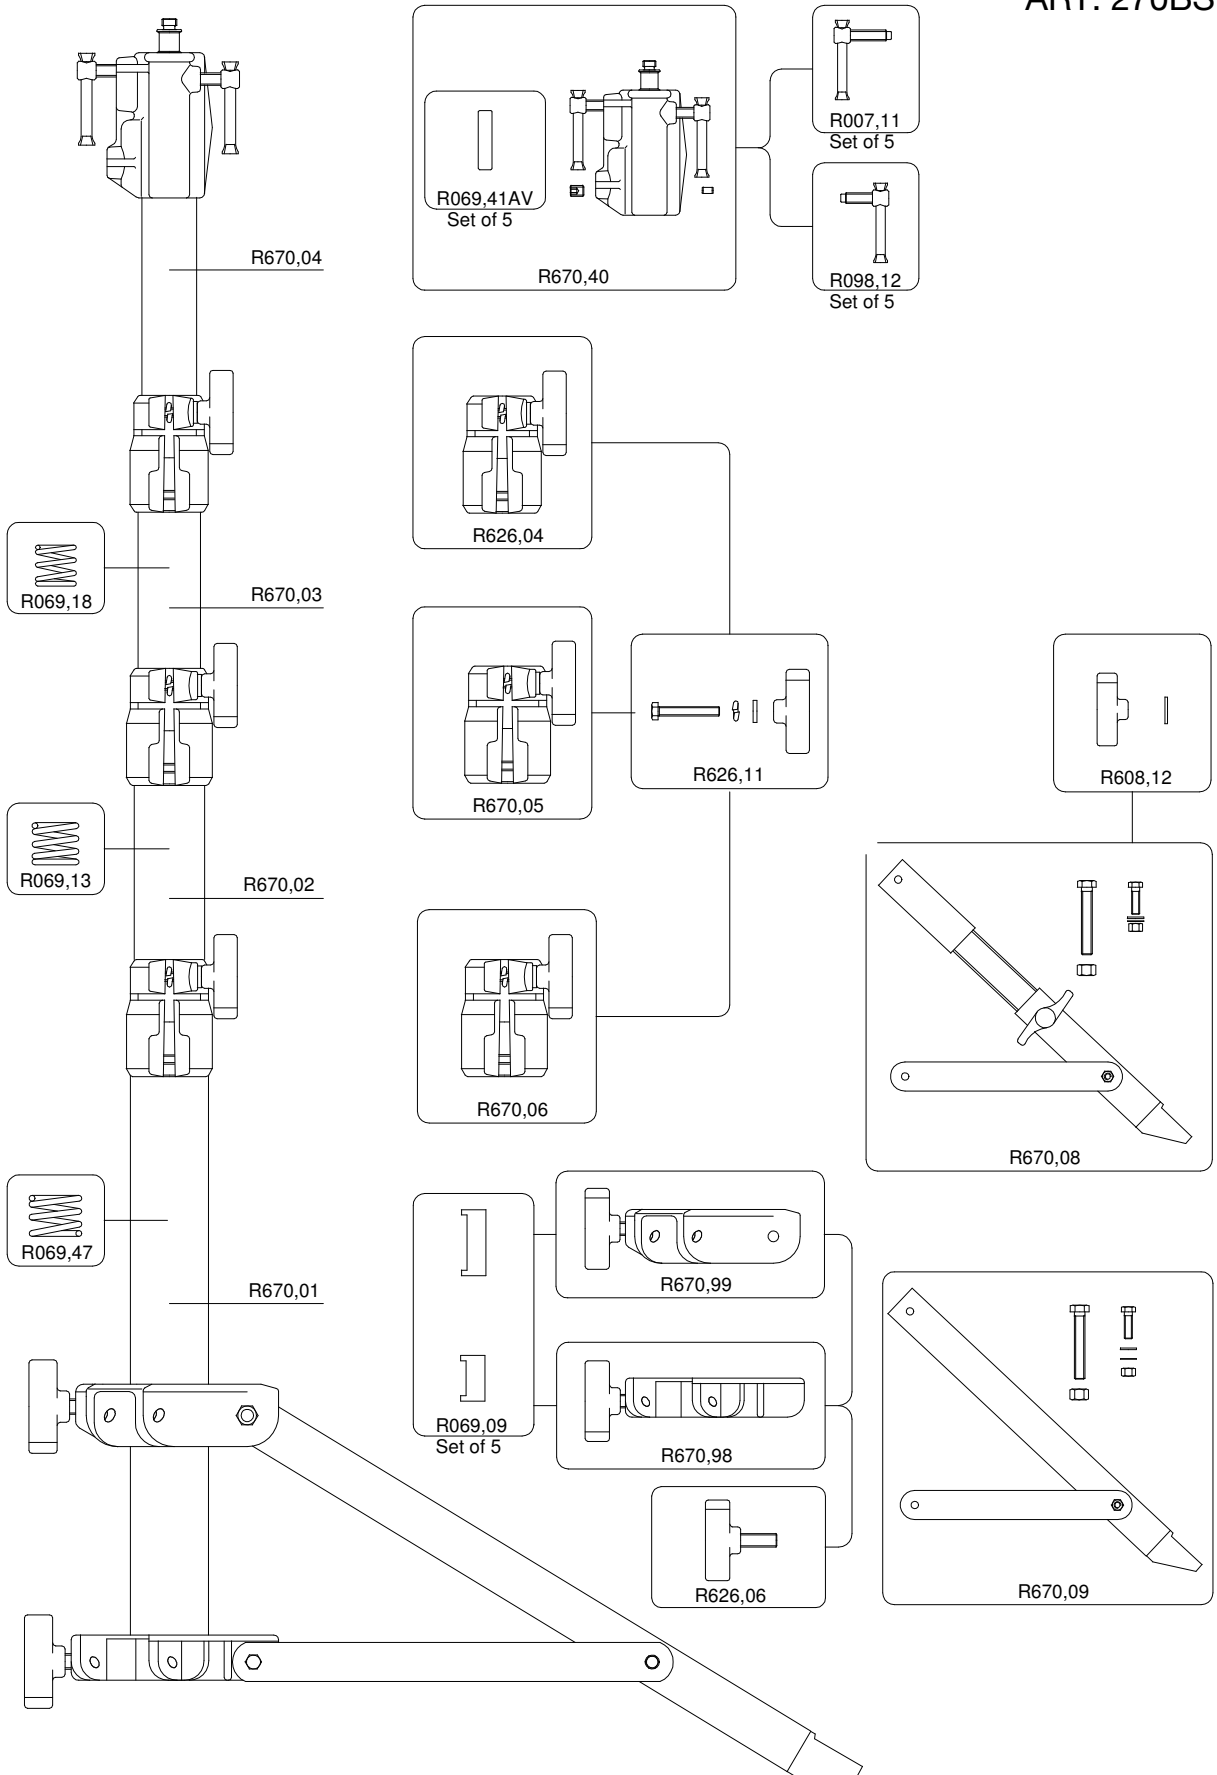 ART. 270BS
R007,11
Set of 5
R069,41AV
Set of 5
R670,40
R098,12
Set of 5
R670,04
R626,04
R069,18
R670,03
R670,05
R626,11
R608,12
R069,13
R670,02
R670,06
R670,08
R069,47
R670,01
R670,99
R069,09
Set of 5
R670,98
R626,06
R670,09